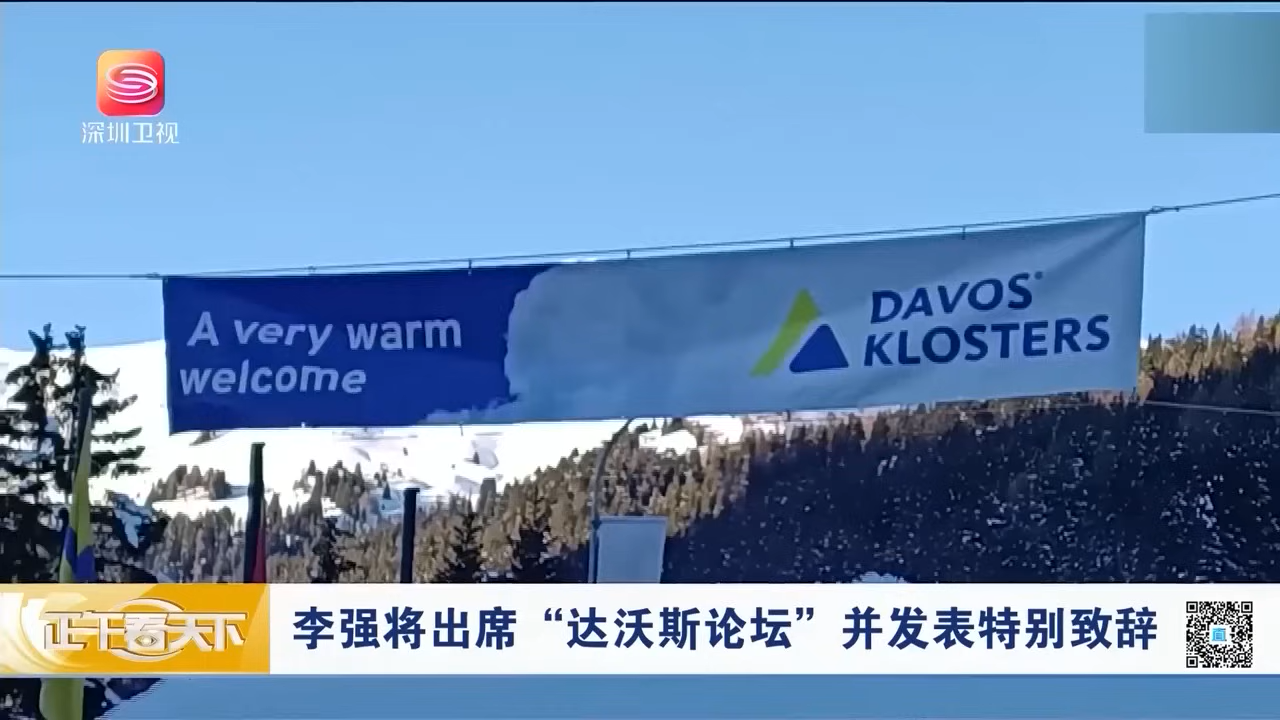 深圳卫视
A very warm
welcome
DAVOS
KLOSTERS
正午看天下
李强将出席“达沃斯论坛”并发表特别致辞